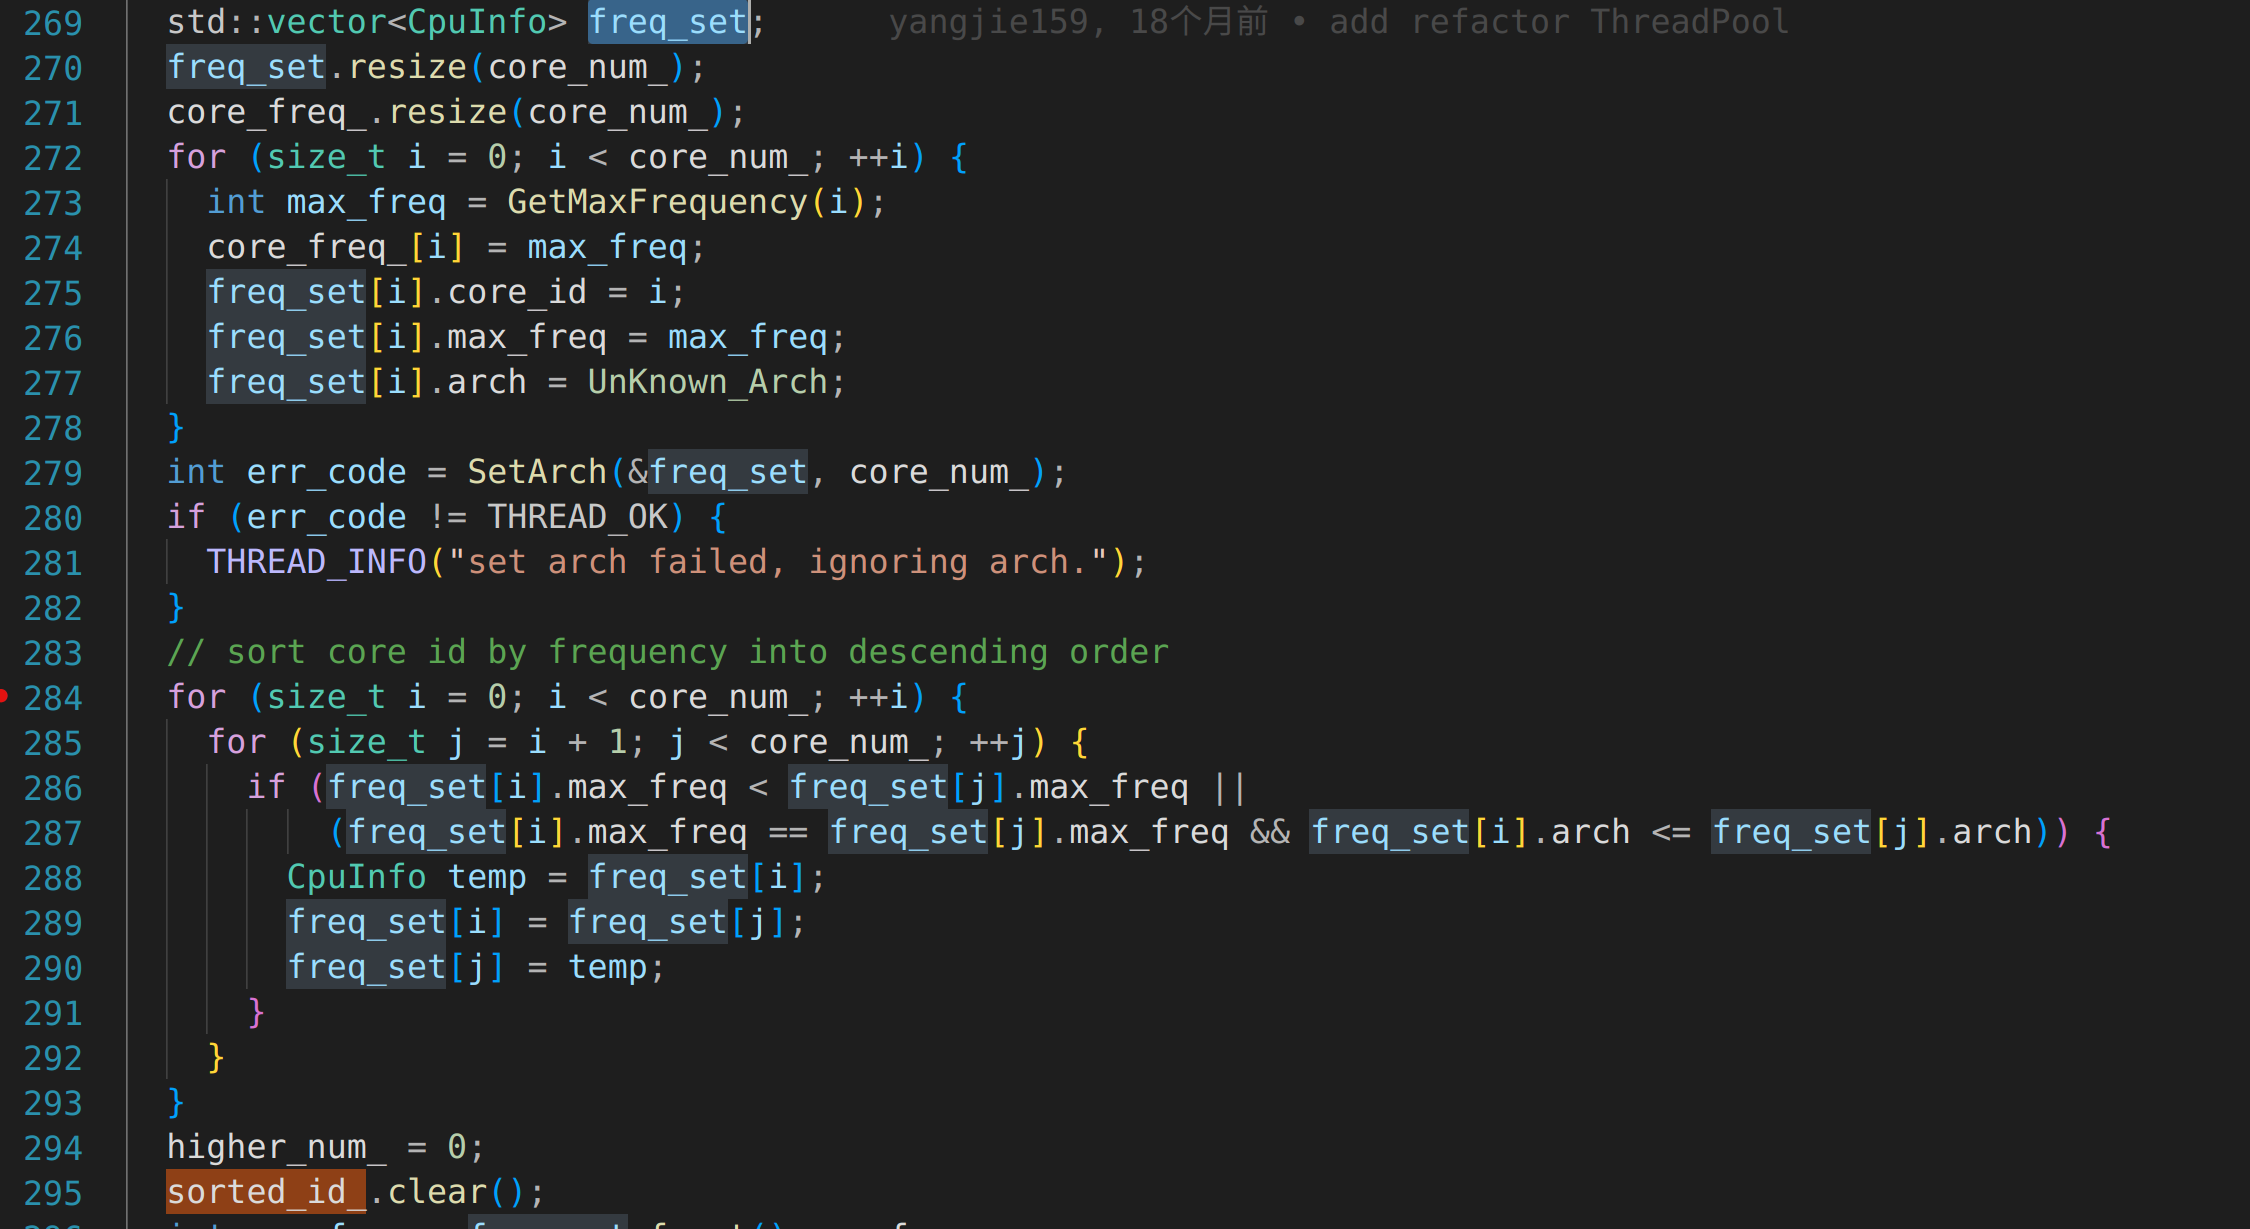 269 std::vector<CpuInfo> freq_set; yangjie159, 18个月前 • add refactor ThreadPool
270 freq_set.resize(core_num_);
271 core_freq_.resize(core_num_);
272 for (size_t i = 0; i < core_num_; ++i) {
273 int max_freq = GetMaxFrequency(i);
274 core_freq_[i] = max_freq;
275 freq_set[i].core_id = i;
276 freq_set[i].max_freq = max_freq;
277 freq_set[i].arch = UnKnown_Arch;
278 }
279 int err_code = SetArch(&freq_set, core_num_);
280 if (err_code != THREAD_OK) {
281 THREAD_INFO("set arch failed, ignoring arch.");
282 }
283 // sort core id by frequency into descending order
284 for (size_t i = 0; i < core_num_; ++i) {
285 for (size_t j = i + 1; j < core_num_; ++j) {
286 if (freq_set[i].max_freq < freq_set[j].max_freq ||
287 (freq_set[i].max_freq == freq_set[j].max_freq && freq_set[i].arch <= freq_set[j].arch)) {
288 CpuInfo temp = freq_set[i];
289 freq_set[i] = freq_set[j];
290 freq_set[j] = temp;
291 }
292 }
293 }
294 higher_num_ = 0;
295 sorted_id_.clear();